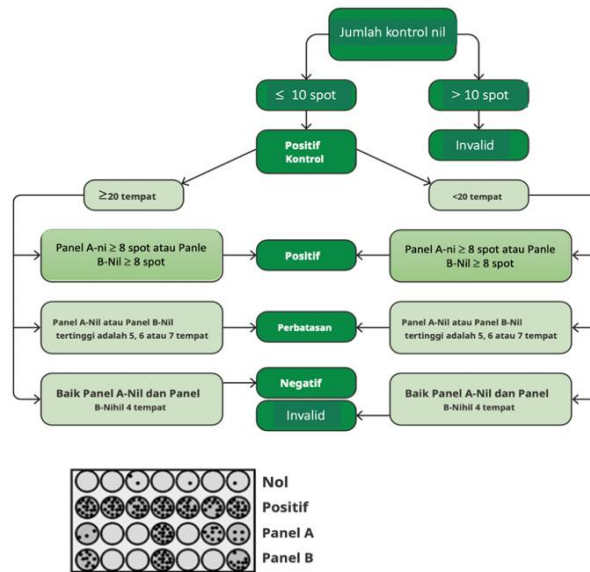 Jumlah kontrol nil
≤ 10 spot
> 10 spot
Positif
Kontrol
Invalid
≥20 tempat
<20 tempat
Panel A-ni ≥ 8 spot atau Panle
B-Nil ≥ 8 spot
Positif
Panel A-ni ≥ 8 spot atau Panle
B-Nil ≥ 8 spot
Panel A-Nil atau Panel B-Nil
tertinggi adalah 5, 6 atau 7 tempat
Perbatasan
Panel A-Nil atau Panel B-Nil
tertinggi adalah 5, 6 atau 7 tempat
Baik Panel A-Nil dan Panel
B-Nihil 4 tempat
Negatif
Invalid
Baik Panel A-Nil dan Panel
B-Nihil 4 tempat
Nol
Positif
Panel A
Panel B